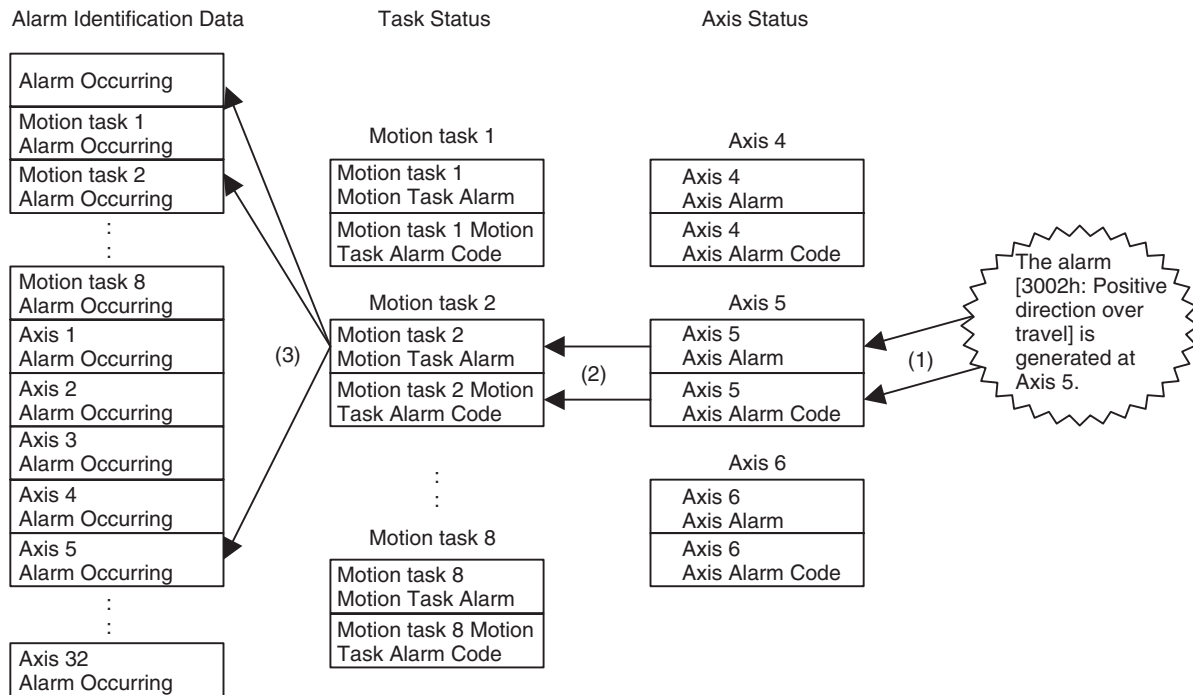 Alarm Identification Data
Alarm Occurring
Motion task 1
Alarm Occurring
Motion task 2
Alarm Occurring
:
:
Motion task 8
Alarm Occurring
Axis 1
Alarm Occurring
Axis 2
Alarm Occurring
Axis 3
Alarm Occurring
Axis 4
Alarm Occurring
Axis 5
Alarm Occurring
:
:
Axis 32
Alarm Occurring
(3)
Task Status
Motion task 1
Motion task 1
Motion Task Alarm
Motion task 1 Motion
Task Alarm Code
Motion task 2
Motion task 2
Motion Task Alarm
Motion task 2 Motion
Task Alarm Code
:
:
Motion task 8
Motion task 8
Motion Task Alarm
Motion task 8 Motion
Task Alarm Code
(2)
Axis Status
Axis 4
Axis 4
Axis Alarm
Axis 4
Axis Alarm Code
Axis 5
Axis 5
Axis Alarm
Axis 5
Axis Alarm Code
Axis 6
Axis 6
Axis Alarm
Axis 6
Axis Alarm Code
(1)
The alarm
[3002h: Positive
direction over
travel] is
generated at
Axis 5.